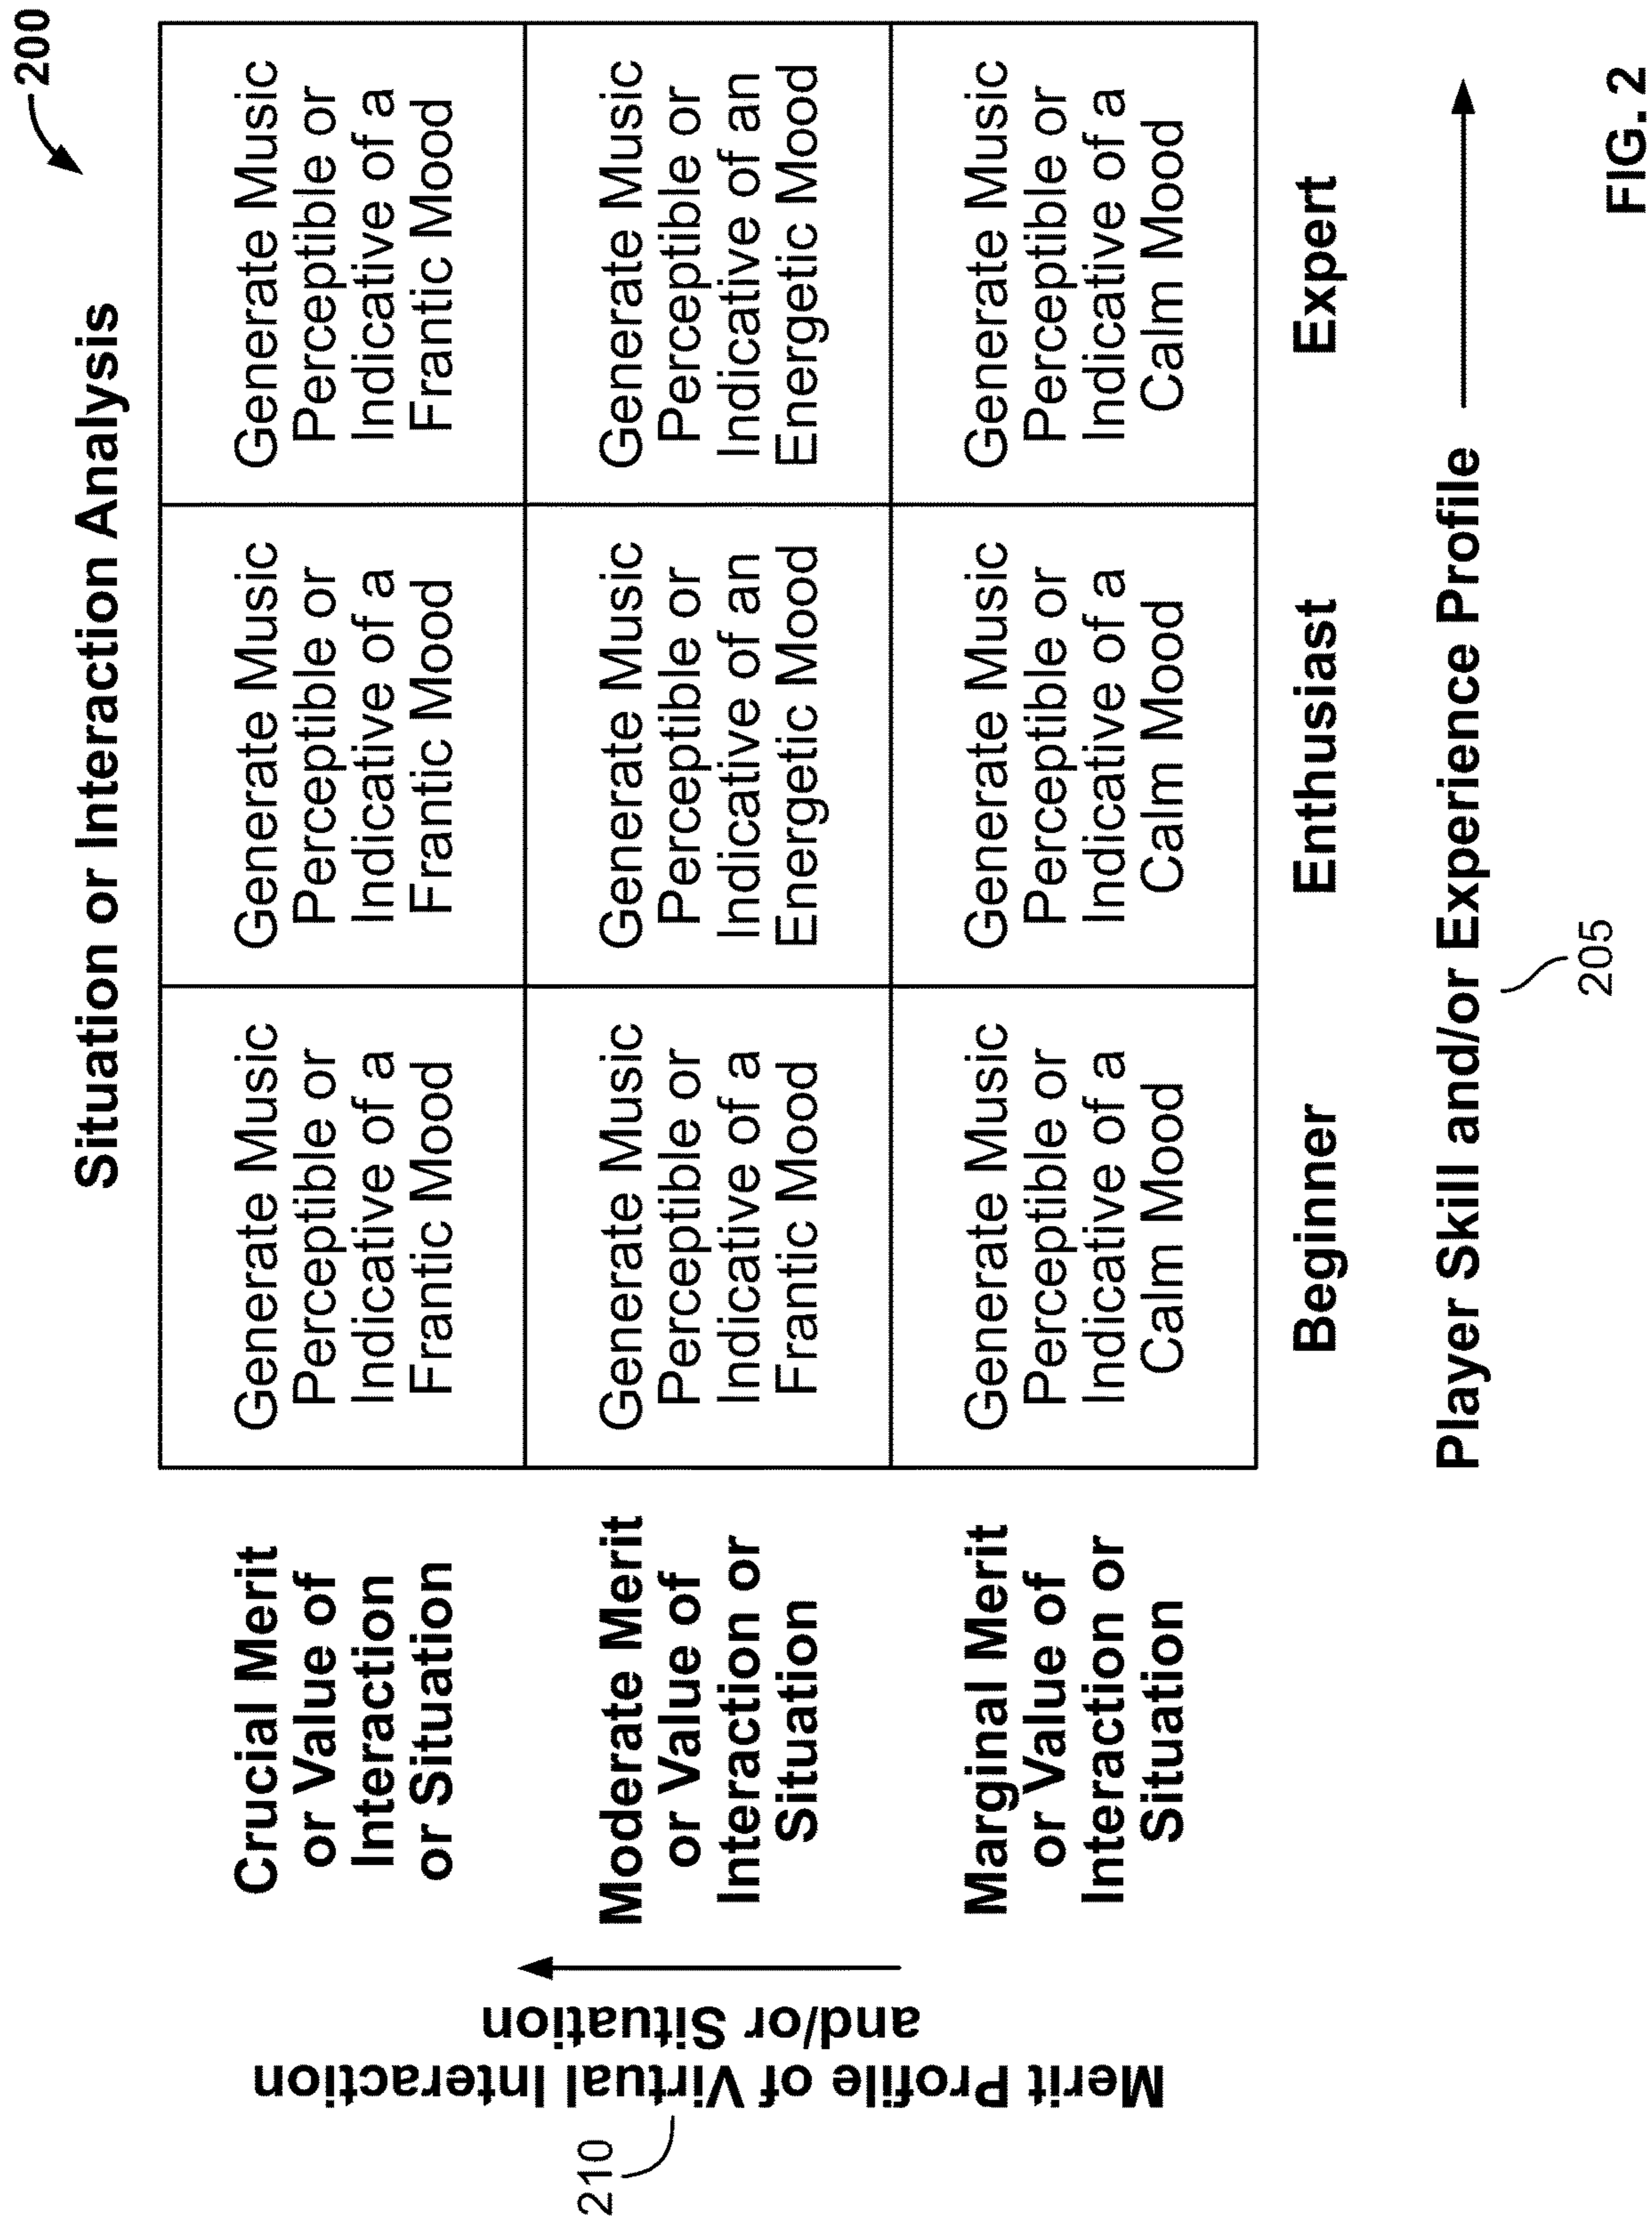 200
Situation or Interaction Analysis
210
Merit Profile of Virtual Interaction
and/or Situation
Crucial Merit
or Value of
Interaction
or Situation
Generate Music
Perceptible or
Indicative of a
Frantic Mood
Generate Music
Perceptible or
Indicative of a
Frantic Mood
Generate Music
Perceptible or
Indicative of a
Frantic Mood
Moderate Merit
or Value of
Interaction or
Situation
Generate Music
Perceptible or
Indicative of a
Frantic Mood
Generate Music
Perceptible or
Indicative of an
Energetic Mood
Generate Music
Perceptible or
Indicative of an
Energetic Mood
Marginal Merit
or Value of
Interaction or
Situation
Generate Music
Perceptible or
Indicative of a
Calm Mood
Generate Music
Perceptible or
Indicative of a
Calm Mood
Generate Music
Perceptible or
Indicative of a
Calm Mood
Beginner
Enthusiast
Expert
Player Skill and/or Experience Profile
205
FIG. 2